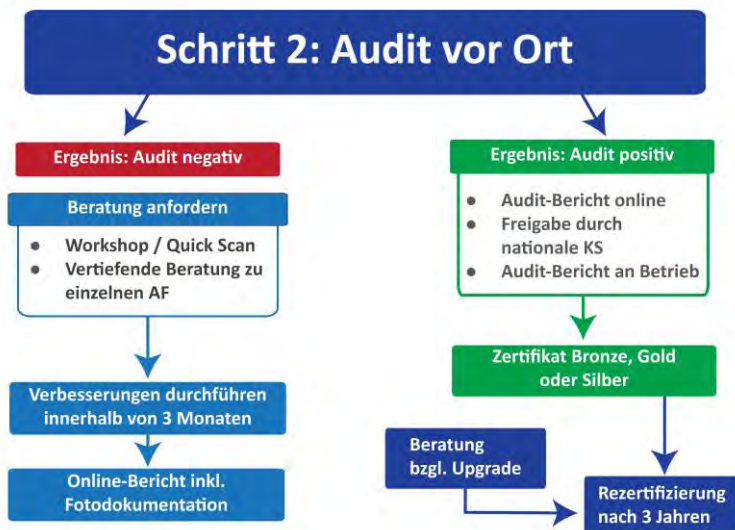 Schritt 2: Audit vor Ort
Ergebnis: Audit negativ
Beratung anfordern
● Workshop / Quick Scan
● Vertiefende Beratung zu
einzelnen AF
Verbesserungen durchführen
innerhalb von 3 Monaten
Online-Bericht inkl.
Fotodokumentation
Ergebnis: Audit positiv
● Audit-Bericht online
● Freigabe durch
nationale KS
● Audit-Bericht an Betrieb
Zertifikat Bronze, Gold
oder Silber
Beratung
bzgl. Upgrade
Rezertifizierung
nach 3 Jahren